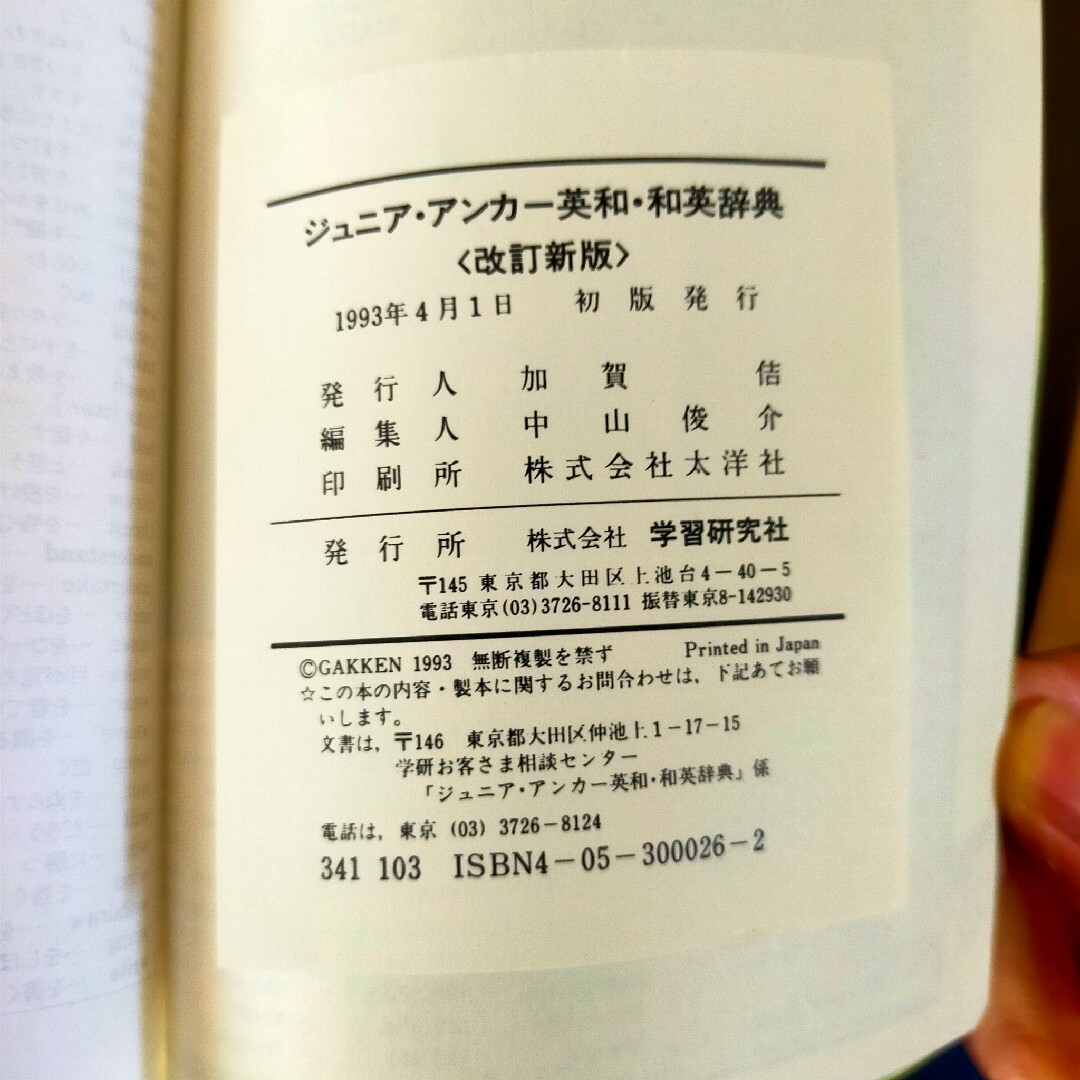 ジュニア・アンカー英和・和英辞典
〈改訂新版〉
1993年4月1日 初版発行
発行人 加賀 佶
編集人 中山俊介
印刷所 株式会社太洋社
発行所 株式会社 学習研究社
〒145 東京都大田区上池台4-40-5
電話東京(03)3726-8111 振替東京8-142930
©GAKKEN 1993 無断複製を禁ず Printed in Japan
☆この本の内容・製本に関するお問合わせは，下記あてお願
いします。
文書は，〒146 東京都大田区仲池上1-17-15
学研お客さま相談センター
「ジュニア・アンカー英和・和英辞典」係
電話は，東京 (03) 3726-8124
341 103 ISBN4-05-300026-2